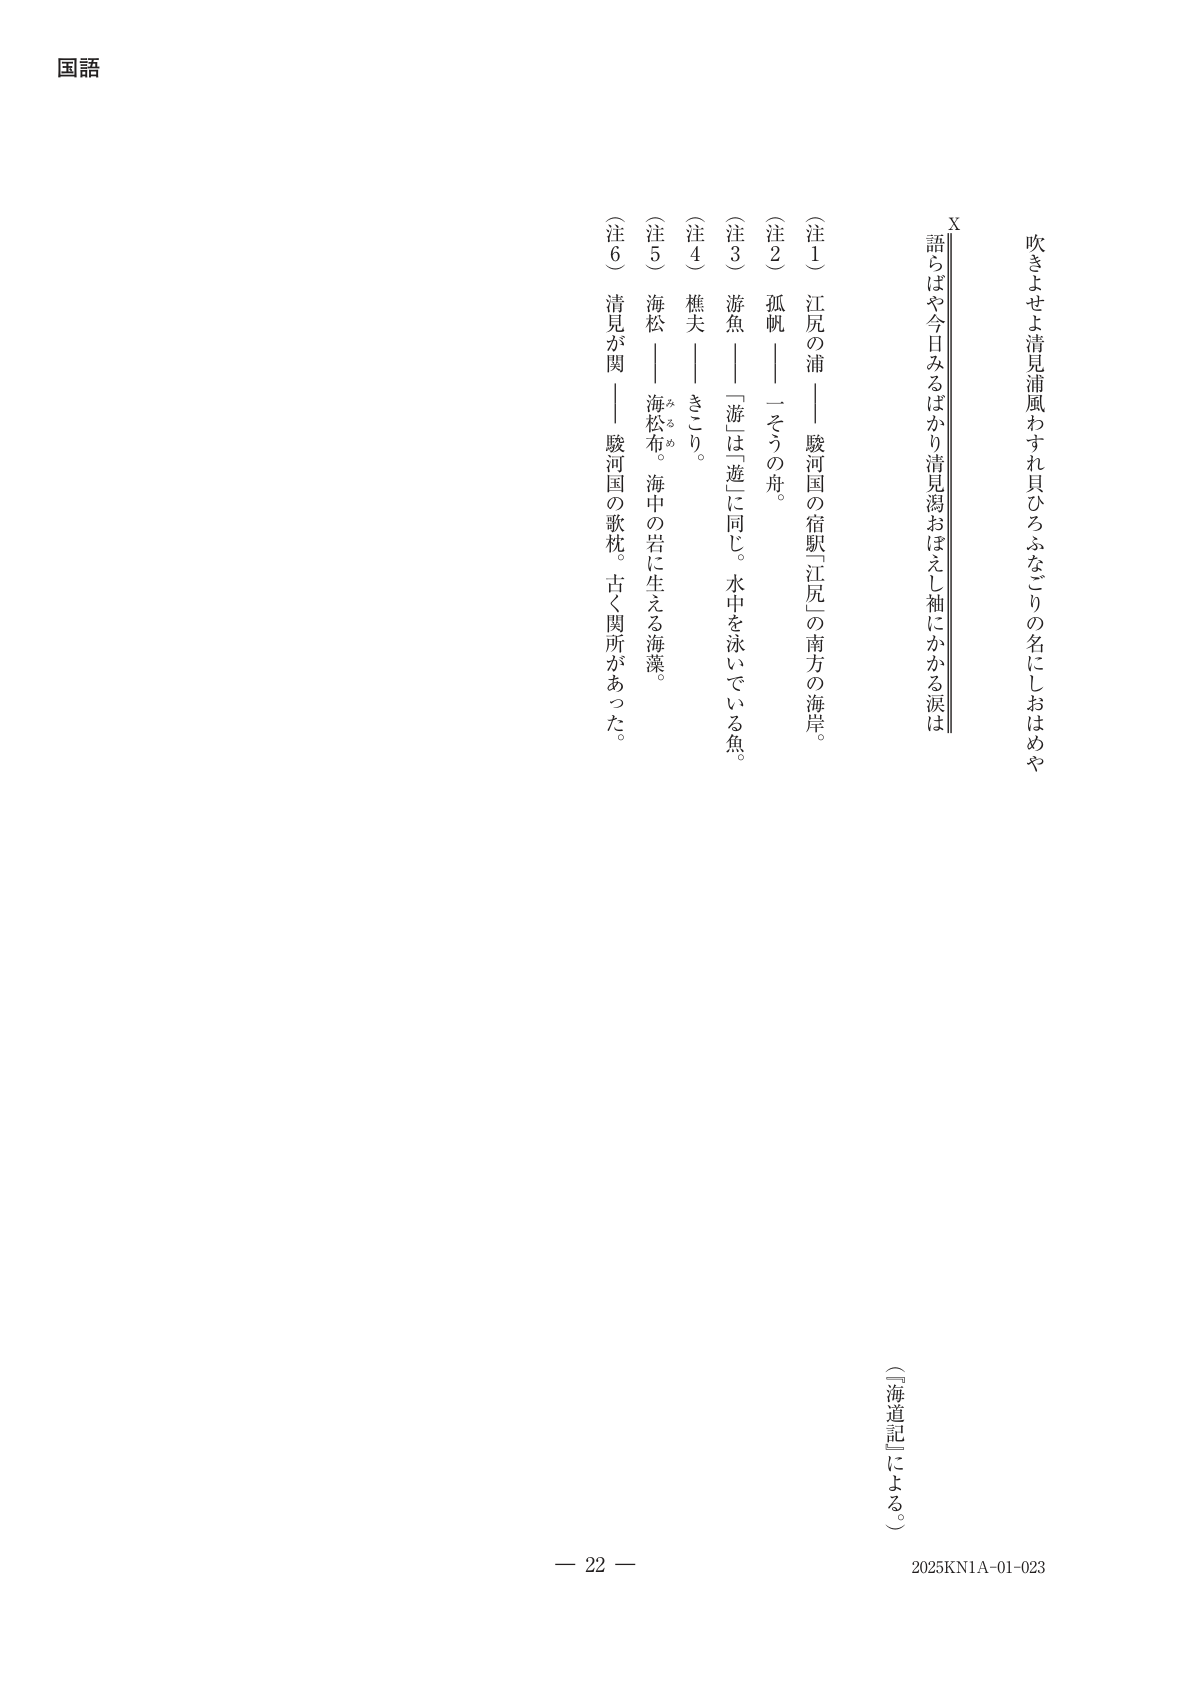 国語
吹きよせよ清見浦風わすれ貝ひろふなごりの名にしおはめや
X
語らばや今日みるばかり清見潟おぼえし袖にかかる涙は
(『海道記』による。)
(注1) 江尻の浦 —— 駿河国の宿駅「江尻」の南方の海岸。
(注2) 孤帆 —— 一そうの舟。
(注3) 游魚 —— 「游」は「遊」に同じ。水中を泳いでいる魚。
(注4) 樵夫 —— きこり。
(注5) 海松 —— 海松布。海中の岩に生える海藻。
みるめ
(注6) 清見が関 —— 駿河国の歌枕。古く関所があった。
— 22 —
2025KN1A-01-023